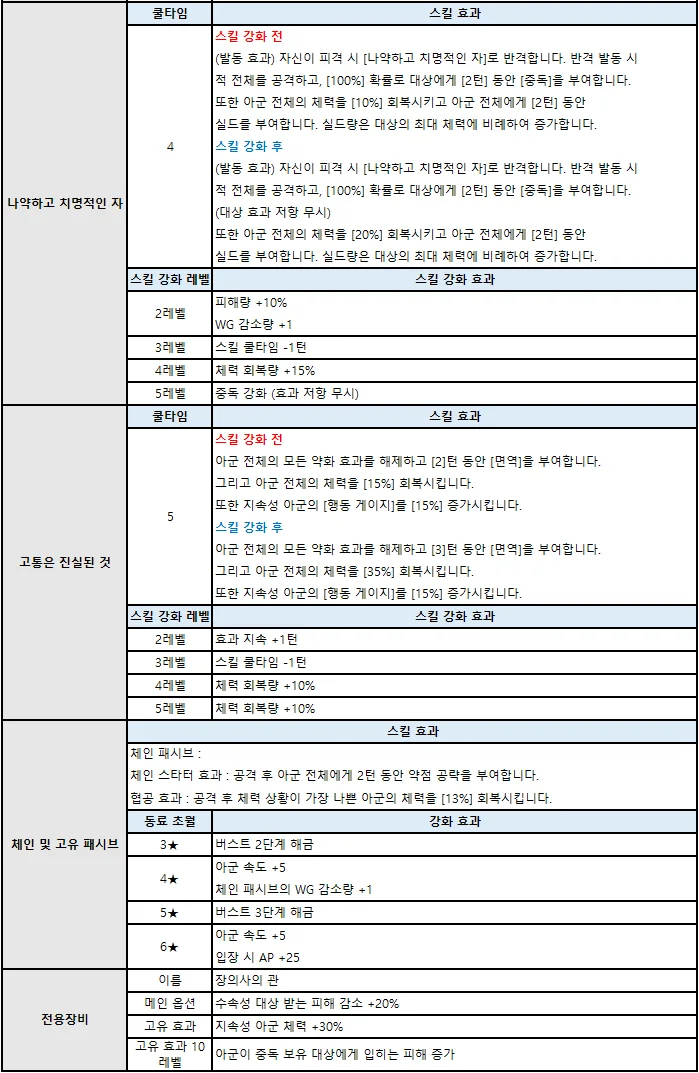 쿨타임 스킬 효과
나약하고 치명적인 자
4
스킬 강화 전
(발동 효과) 자신이 피격 시 [나약하고 치명적인 자]로 반격합니다. 반격 발동 시
적 전체를 공격하고, [100%] 확률로 대상에게 [2턴] 동안 [중독]을 부여합니다.
또한 아군 전체의 체력을 [10%] 회복시키고 아군 전체에게 [2턴] 동안
실드를 부여합니다. 실드량은 대상의 최대 체력에 비례하여 증가합니다.
스킬 강화 후
(발동 효과) 자신이 피격 시 [나약하고 치명적인 자]로 반격합니다. 반격 발동 시
적 전체를 공격하고, [100%] 확률로 대상에게 [2턴] 동안 [중독]을 부여합니다.
(대상 효과 저항 무시)
또한 아군 전체의 체력을 [20%] 회복시키고 아군 전체에게 [2턴] 동안
실드를 부여합니다. 실드량은 대상의 최대 체력에 비례하여 증가합니다.
스킬 강화 레벨 스킬 강화 효과
2레벨 피해량 +10%
WG 감소량 +1
3레벨 스킬 쿨타임 -1턴
4레벨 체력 회복량 +15%
5레벨 중독 강화 (효과 저항 무시)
쿨타임 스킬 효과
고통은 진실된 것
5
스킬 강화 전
아군 전체의 모든 약화 효과를 해제하고 [2]턴 동안 [면역]을 부여합니다.
그리고 아군 전체의 체력을 [15%] 회복시킵니다.
또한 지속성 아군의 [행동 게이지]를 [15%] 증가시킵니다.
스킬 강화 후
아군 전체의 모든 약화 효과를 해제하고 [3]턴 동안 [면역]을 부여합니다.
그리고 아군 전체의 체력을 [35%] 회복시킵니다.
또한 지속성 아군의 [행동 게이지]를 [15%] 증가시킵니다.
스킬 강화 레벨 스킬 강화 효과
2레벨 효과 지속 +1턴
3레벨 스킬 쿨타임 -1턴
4레벨 체력 회복량 +10%
5레벨 체력 회복량 +10%
체인 및 고유 패시브
스킬 효과
체인 패시브 :
체인 스타터 효과 : 공격 후 아군 전체에게 2턴 동안 약점 공략을 부여합니다.
협공 효과 : 공격 후 체력 상황이 가장 나쁜 아군의 체력을 [13%] 회복시킵니다.
동료 초월 강화 효과
3★ 버스트 2단계 해금
4★ 아군 속도 +5
체인 패시브의 WG 감소량 +1
5★ 버스트 3단계 해금
6★ 아군 속도 +5
입장 시 AP +25
전용장비
이름 장의사의 관
메인 옵션 수속성 대상 받는 피해 감소 +20%
고유 효과 지속성 아군 체력 +30%
고유 효과 10
레벨 아군이 중독 보유 대상에게 입히는 피해 증가